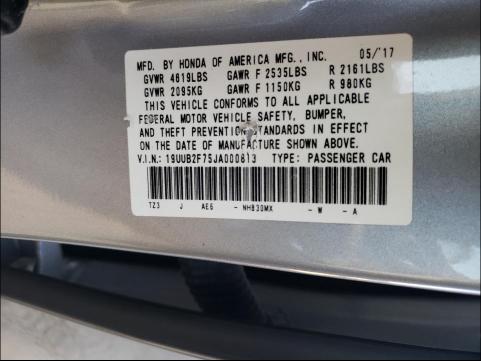 MFD. BY HONDA OF AMERICA MFG., INC. 05/'17
GVWR 4619LBS GAWR F 2535LBS R 2161LBS
GVWR 2095KG GAWR F 1150KG R 980KG
THIS VEHICLE CONFORMS TO ALL APPLICABLE
FEDERAL MOTOR VEHICLE SAFETY, BUMPER,
AND THEFT PREVENTION STANDARDS IN EFFECT
ON THE DATE OF MANUFACTURE SHOWN ABOVE.
V.I.N.: 19UUB2F75JA000813 TYPE: PASSENGER CAR
TZ3 J AE6 - NH830MX - W - A